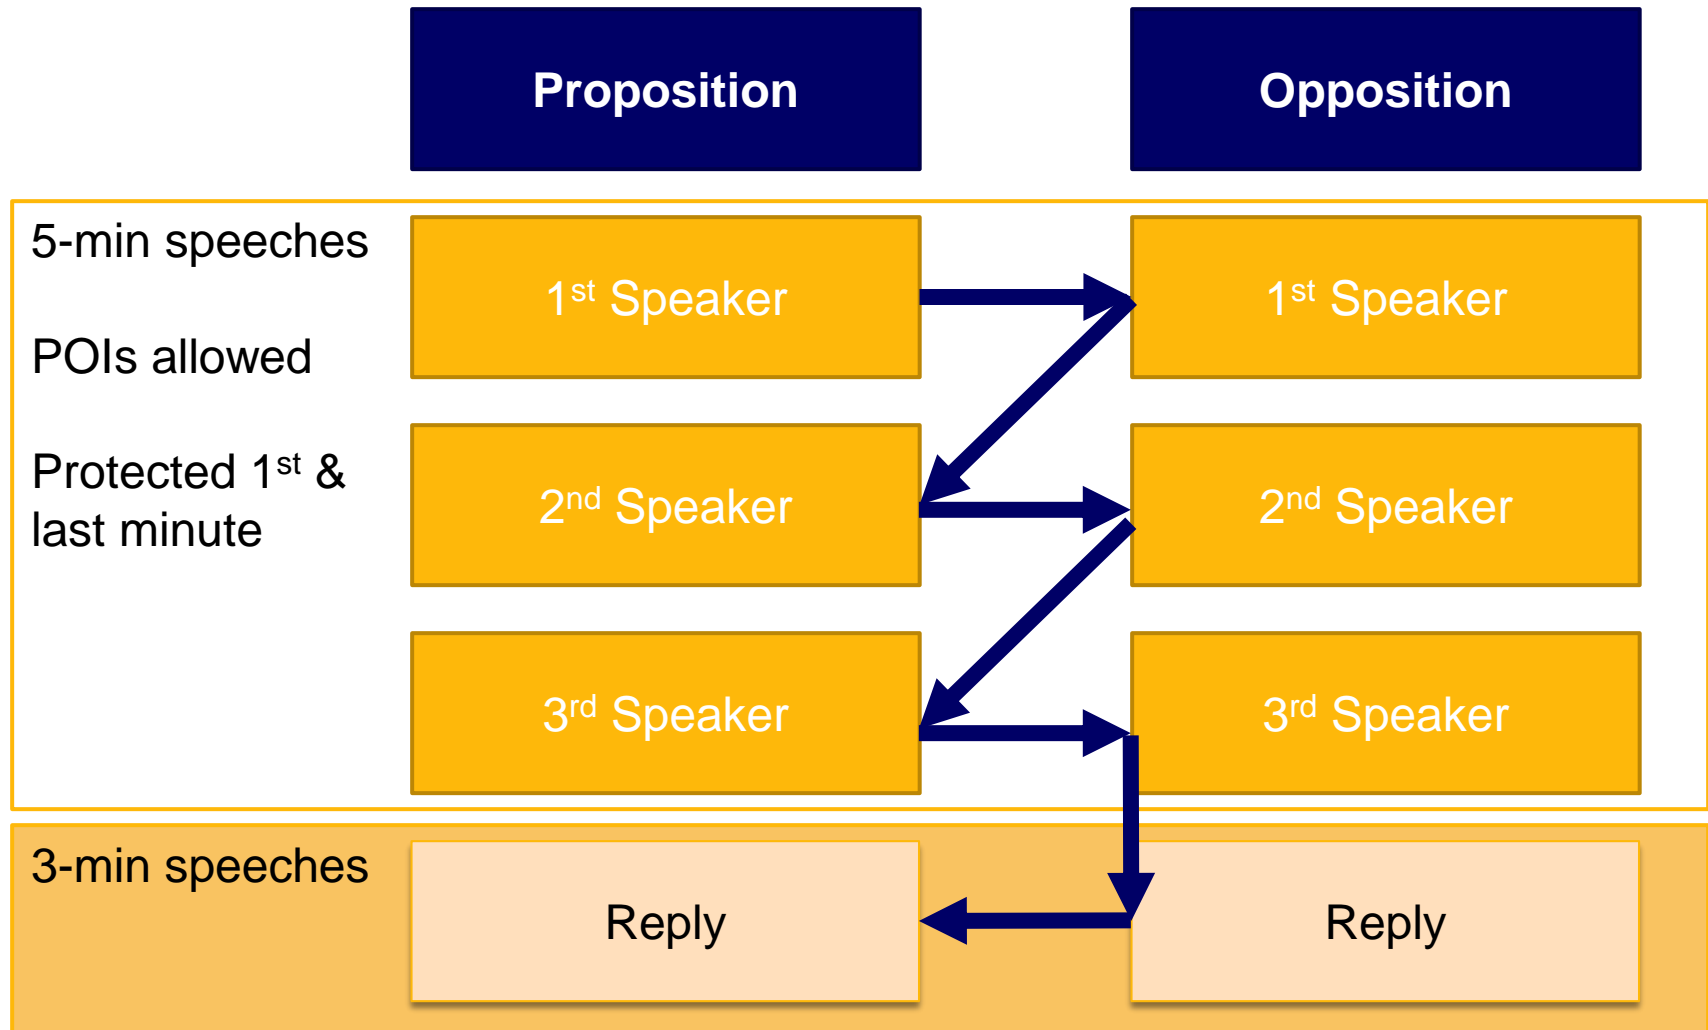 Proposition
Opposition
5-min speeches
POIs allowed
Protected 1st &
last minute
1st Speaker
1st Speaker
2nd Speaker
2nd Speaker
3rd Speaker
3rd Speaker
3-min speeches
Reply
Reply